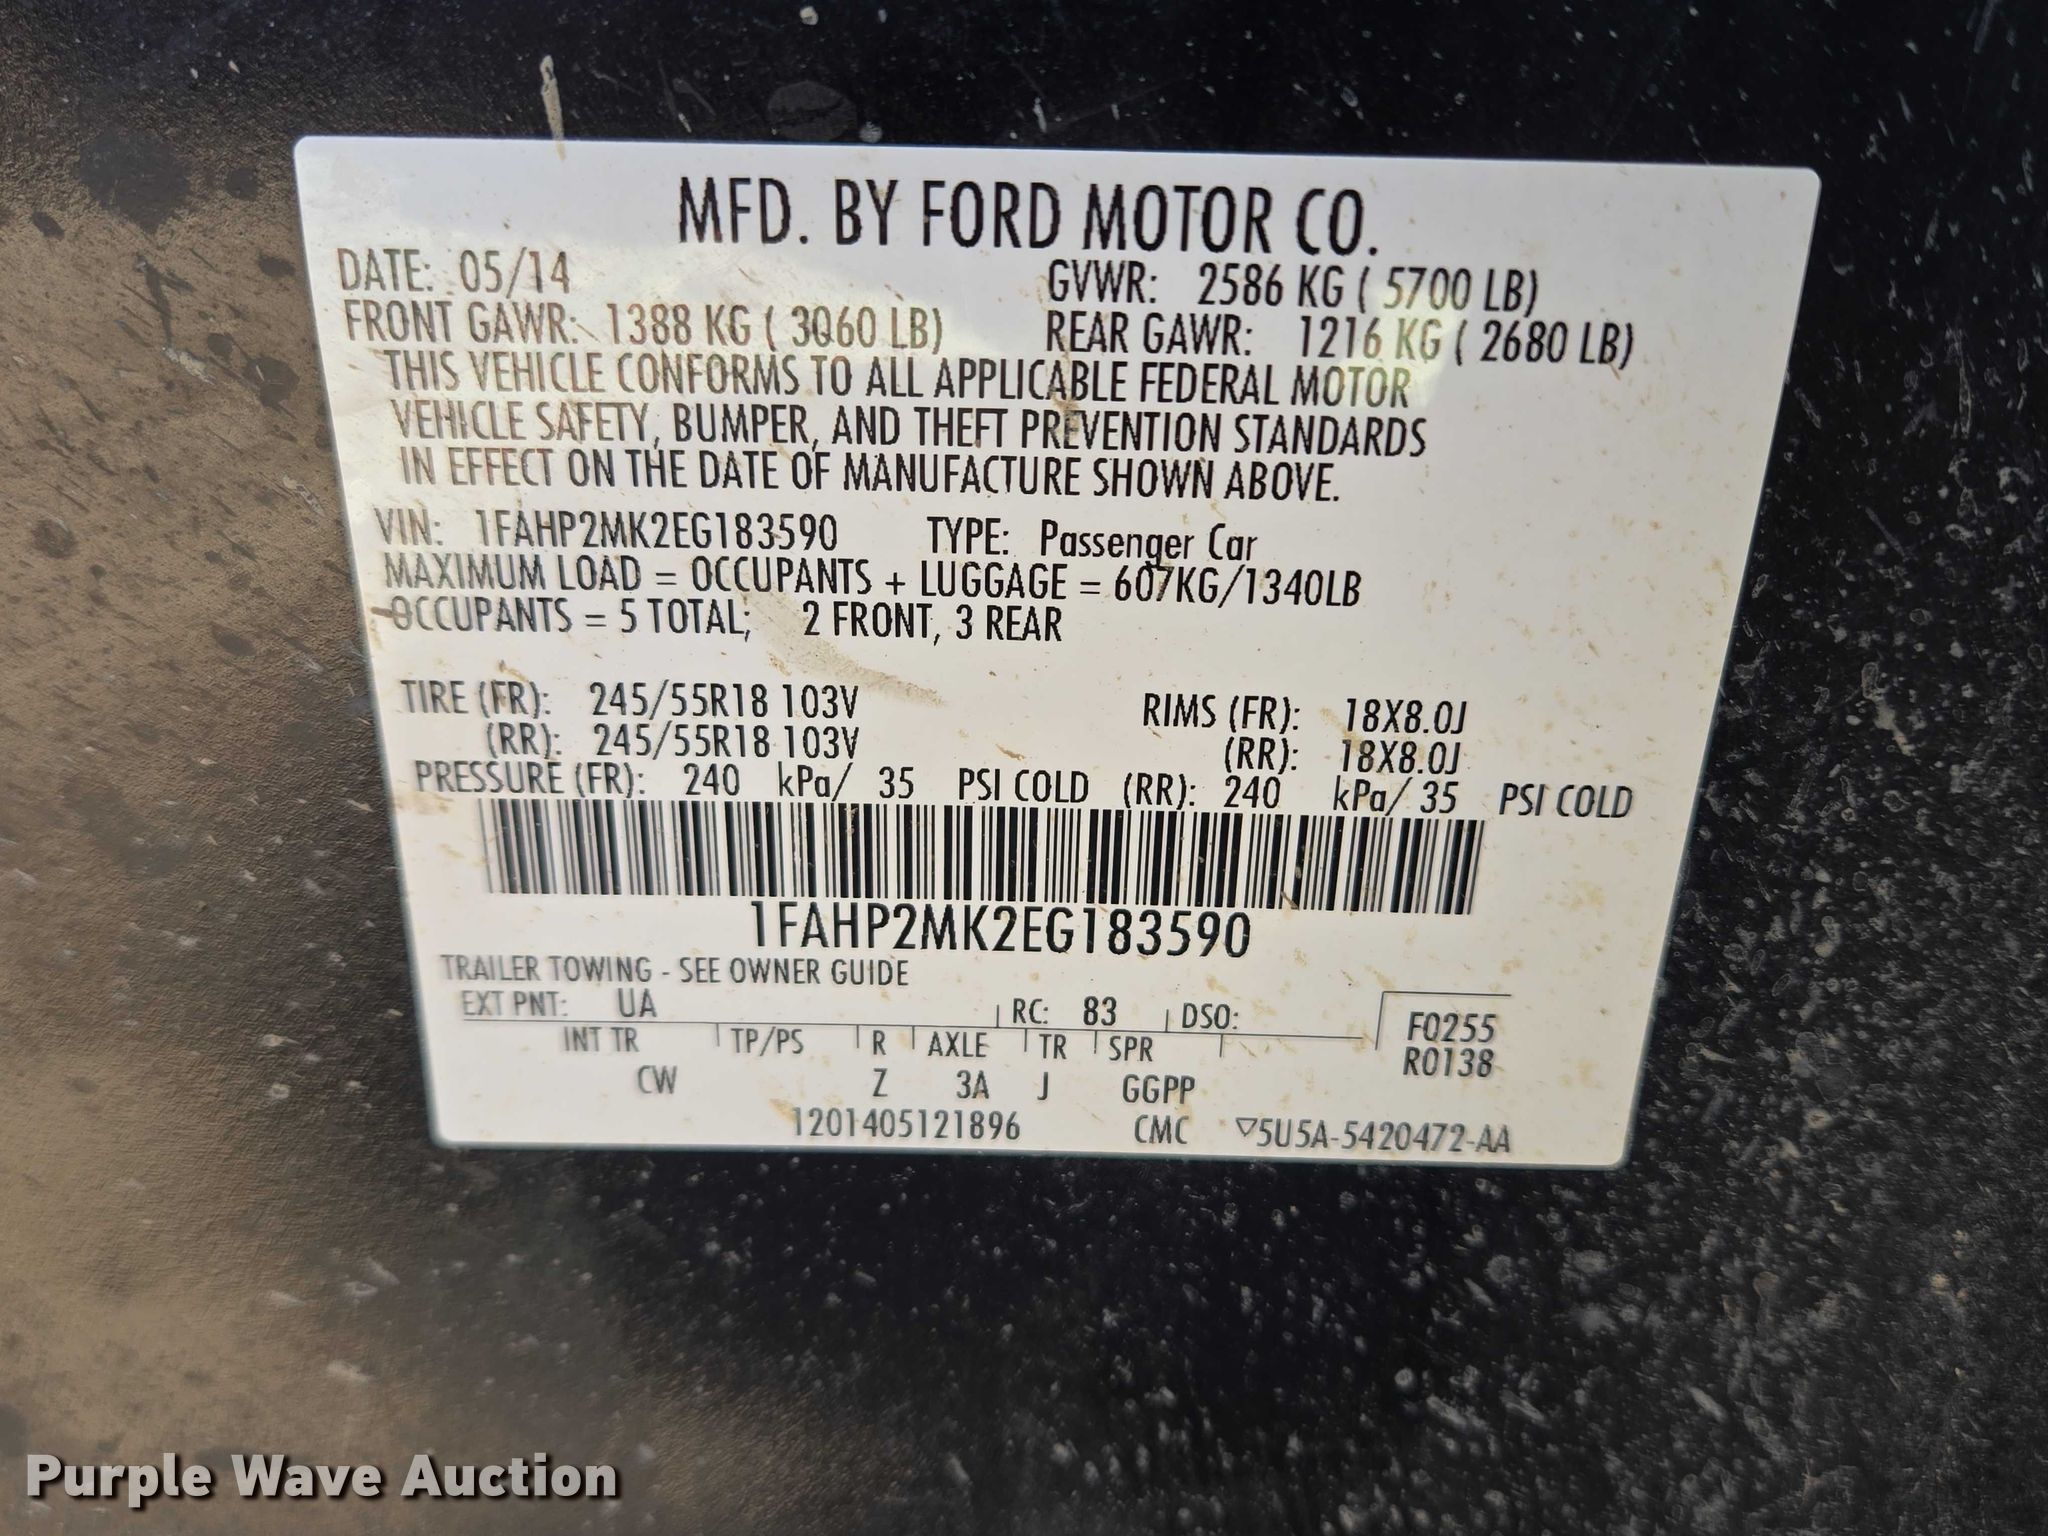 MFD. BY FORD MOTOR CO.
DATE: 05/14 GVWR: 2586 KG ( 5700 LB)
FRONT GAWR: 1388 KG ( 3060 LB) REAR GAWR: 1216 KG ( 2680 LB)
THIS VEHICLE CONFORMS TO ALL APPLICABLE FEDERAL MOTOR
VEHICLE SAFETY, BUMPER, AND THEFT PREVENTION STANDARDS
IN EFFECT ON THE DATE OF MANUFACTURE SHOWN ABOVE.
VIN: 1FAHP2MK2EG183590 TYPE: Passenger Car
MAXIMUM LOAD = OCCUPANTS + LUGGAGE = 607KG/1340LB
OCCUPANTS = 5 TOTAL; 2 FRONT, 3 REAR
TIRE (FR): 245/55R18 103V RIMS (FR): 18X8.0J
(RR): 245/55R18 103V (RR): 18X8.0J
PRESSURE (FR): 240 kPa/ 35 PSI COLD (RR): 240 kPa/ 35 PSI COLD
1FAHP2MK2EG183590
TRAILER TOWING - SEE OWNER GUIDE
EXT PNT: UA RC: 83 DSO: F0255
INT TR TP/PS R AXLE TR SPR R0138
CW Z 3A J GGPP
1201405121896 CMC ▽5U5A-5420472-AA
Purple Wave Auction